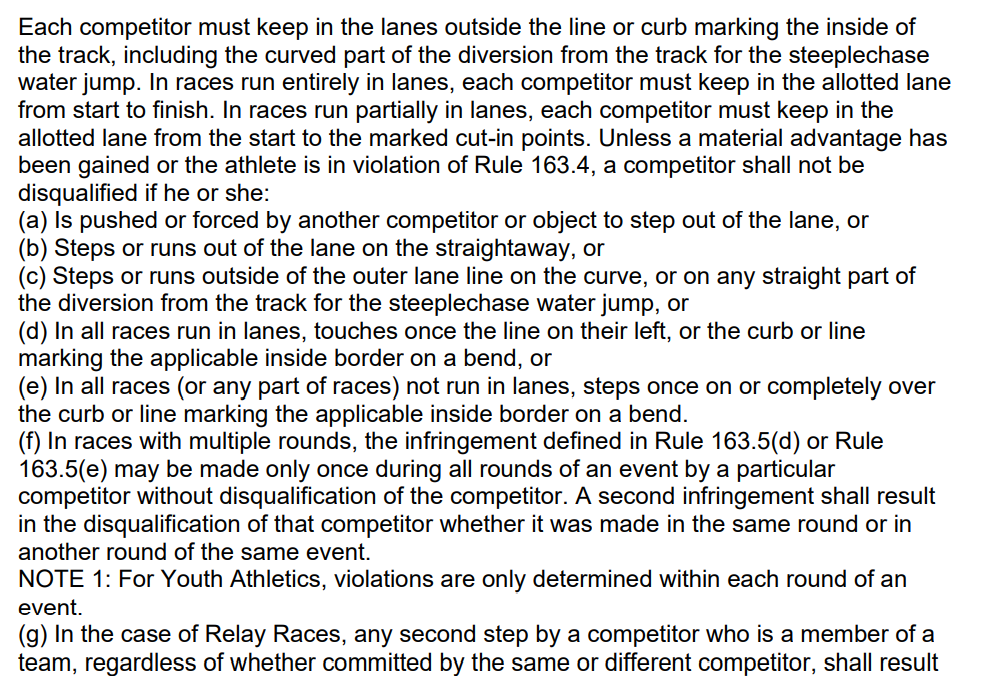 Each competitor must keep in the lanes outside the line or curb marking the inside of
the track, including the curved part of the diversion from the track for the steeplechase
water jump. In races run entirely in lanes, each competitor must keep in the allotted lane
from start to finish. In races run partially in lanes, each competitor must keep in the
allotted lane from the start to the marked cut-in points. Unless a material advantage has
been gained or the athlete is in violation of Rule 163.4, a competitor shall not be
disqualified if he or she:
(a) Is pushed or forced by another competitor or object to step out of the lane, or
(b) Steps or runs out of the lane on the straightaway, or
(c) Steps or runs outside of the outer lane line on the curve, or on any straight part of
the diversion from the track for the steeplechase water jump, or
(d) In all races run in lanes, touches once the line on their left, or the curb or line
marking the applicable inside border on a bend, or
(e) In all races (or any part of races) not run in lanes, steps once on or completely over
the curb or line marking the applicable inside border on a bend.
(f) In races with multiple rounds, the infringement defined in Rule 163.5(d) or Rule
163.5(e) may be made only once during all rounds of an event by a particular
competitor without disqualification of the competitor. A second infringement shall result
in the disqualification of that competitor whether it was made in the same round or in
another round of the same event.
NOTE 1: For Youth Athletics, violations are only determined within each round of an
event.
(g) In the case of Relay Races, any second step by a competitor who is a member of a
team, regardless of whether committed by the same or different competitor, shall result